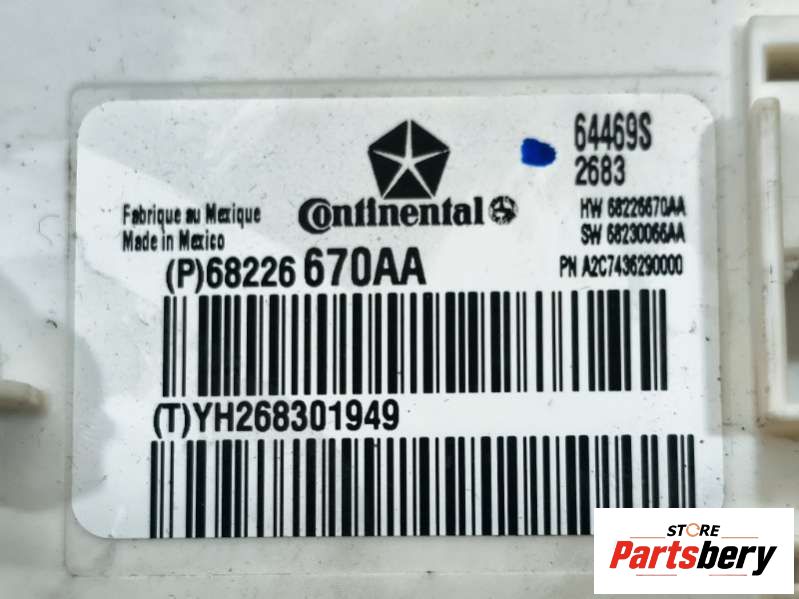 64469S
2683
Fabrique au Mexique
Made in Mexico
Continental
HW 68226670AA
SW 68230066AA
PN A2C7436290000
(P)68226 670AA
(T)YH268301949
STORE
Partsbery